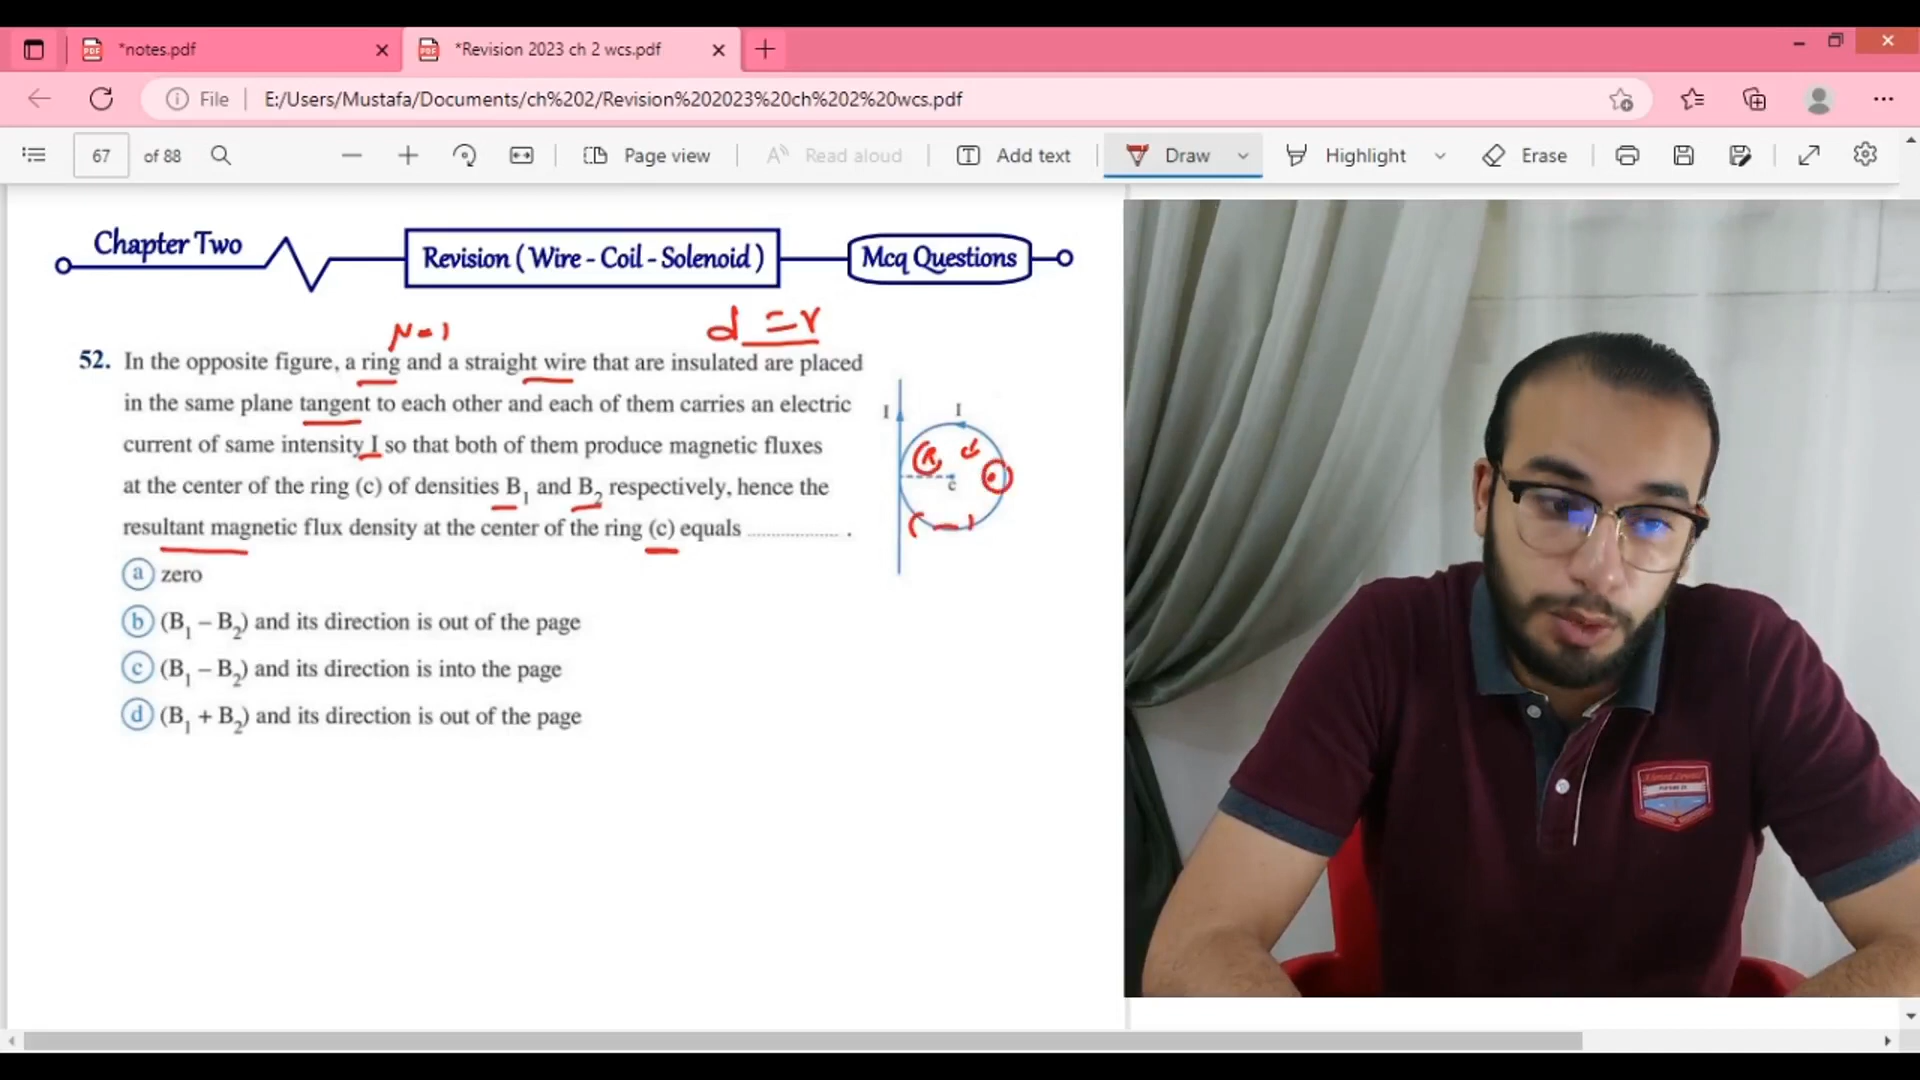 *notes.pdf
*Revision 2023 ch 2 wcs.pdf
File
E:/Users/Mustafa/Documents/ch%202/Revision%202023%20ch%202%20wcs.pdf
67 of 88
Page view
Read aloud
Add text
Draw
Highlight
Erase
Chapter Two
Revision ( Wire - Coil - Solenoid )
Mcq Questions
N = 1
d = r
52. In the opposite figure, a ring and a straight wire that are insulated are placed
in the same plane tangent to each other and each of them carries an electric
current of same intensity I so that both of them produce magnetic fluxes
at the center of the ring (c) of densities B1 and B2 respectively, hence the
resultant magnetic flux density at the center of the ring (c) equals .................... .
a zero
b (B1 – B2) and its direction is out of the page
c (B1 – B2) and its direction is into the page
d (B1 + B2) and its direction is out of the page
I
I
c